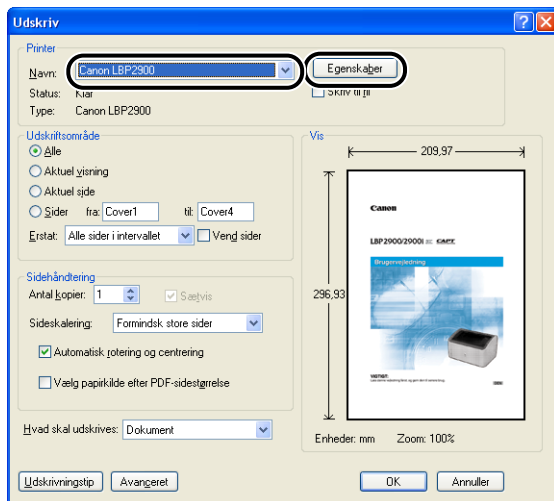 Udskriv
Printer
Navn: Canon LBP2900 Egenskaber
Status: Klar Skriv til fil
Type: Canon LBP2900
Udskriftsområde
Alle
Aktuel visning
Aktuel side
Sider fra: Cover1 til: Cover4
Erstat: Alle sider i intervallet Vend sider
Sidehåndtering
Antal kopier: 1 Sætvis
Sideskalering: Formindsk store sider
Automatisk rotering og centrering
Vælg papirkilde efter PDF-sidestørrelse
Hvad skal udskrives: Dokument
Vis
209,97
296,93
Canon
LBP2900/2900i CAPT
Brugervejledning
VIGTIGT:
Enheder: mm Zoom: 100%
Udskrivningstip Avanceret OK Annuller